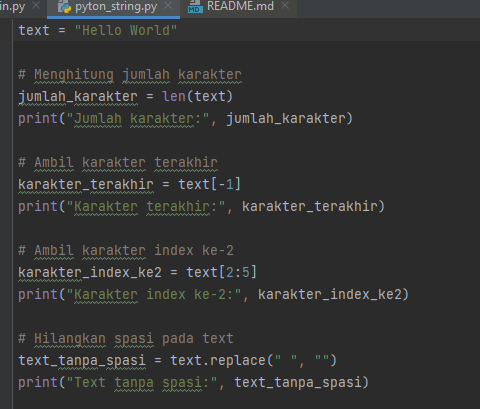 in.py pyton_string.py README.md
text = "Hello World"
# Menghitung jumlah karakter
jumlah_karakter = len(text)
print("Jumlah karakter:", jumlah_karakter)
# Ambil karakter terakhir
karakter_terakhir = text[-1]
print("Karakter terakhir:", karakter_terakhir)
# Ambil karakter index ke-2
karakter_index_ke2 = text[2:5]
print("Karakter index ke-2:", karakter_index_ke2)
# Hilangkan spasi pada text
text_tanpa_spasi = text.replace(" ", "")
print("Text tanpa spasi:", text_tanpa_spasi)